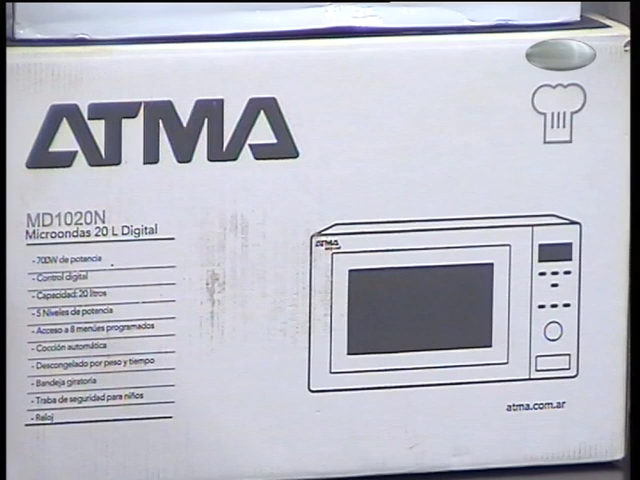 ATMA
MD1020N
Microondas 20 L Digital
- 700W de potencia
- Control digital
- Capacidad: 20 litros
- 5 Niveles de potencia
- Acceso a 8 menúes programados
- Cocción automática
- Descongelado por peso y tiempo
- Bandeja giratoria
- Traba de seguridad para niños
- Reloj
ATMA
atma.com.ar